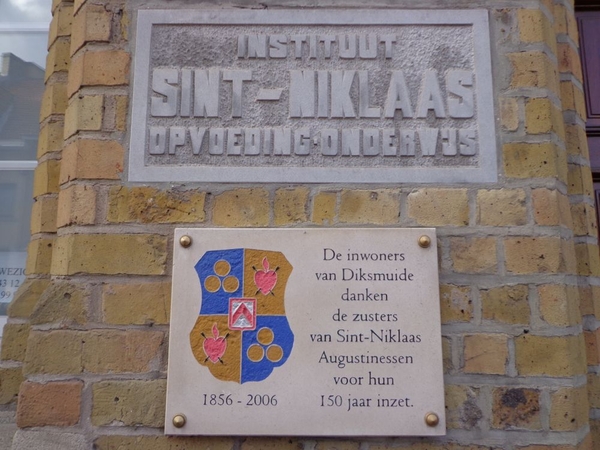 INSTITUUT
SINT-NIKLAAS
OPVOEDING·ONDERWIJS
De inwoners
van Diksmuide
danken
de zusters
van Sint-Niklaas
Augustinessen
voor hun
150 jaar inzet.
1856 - 2006